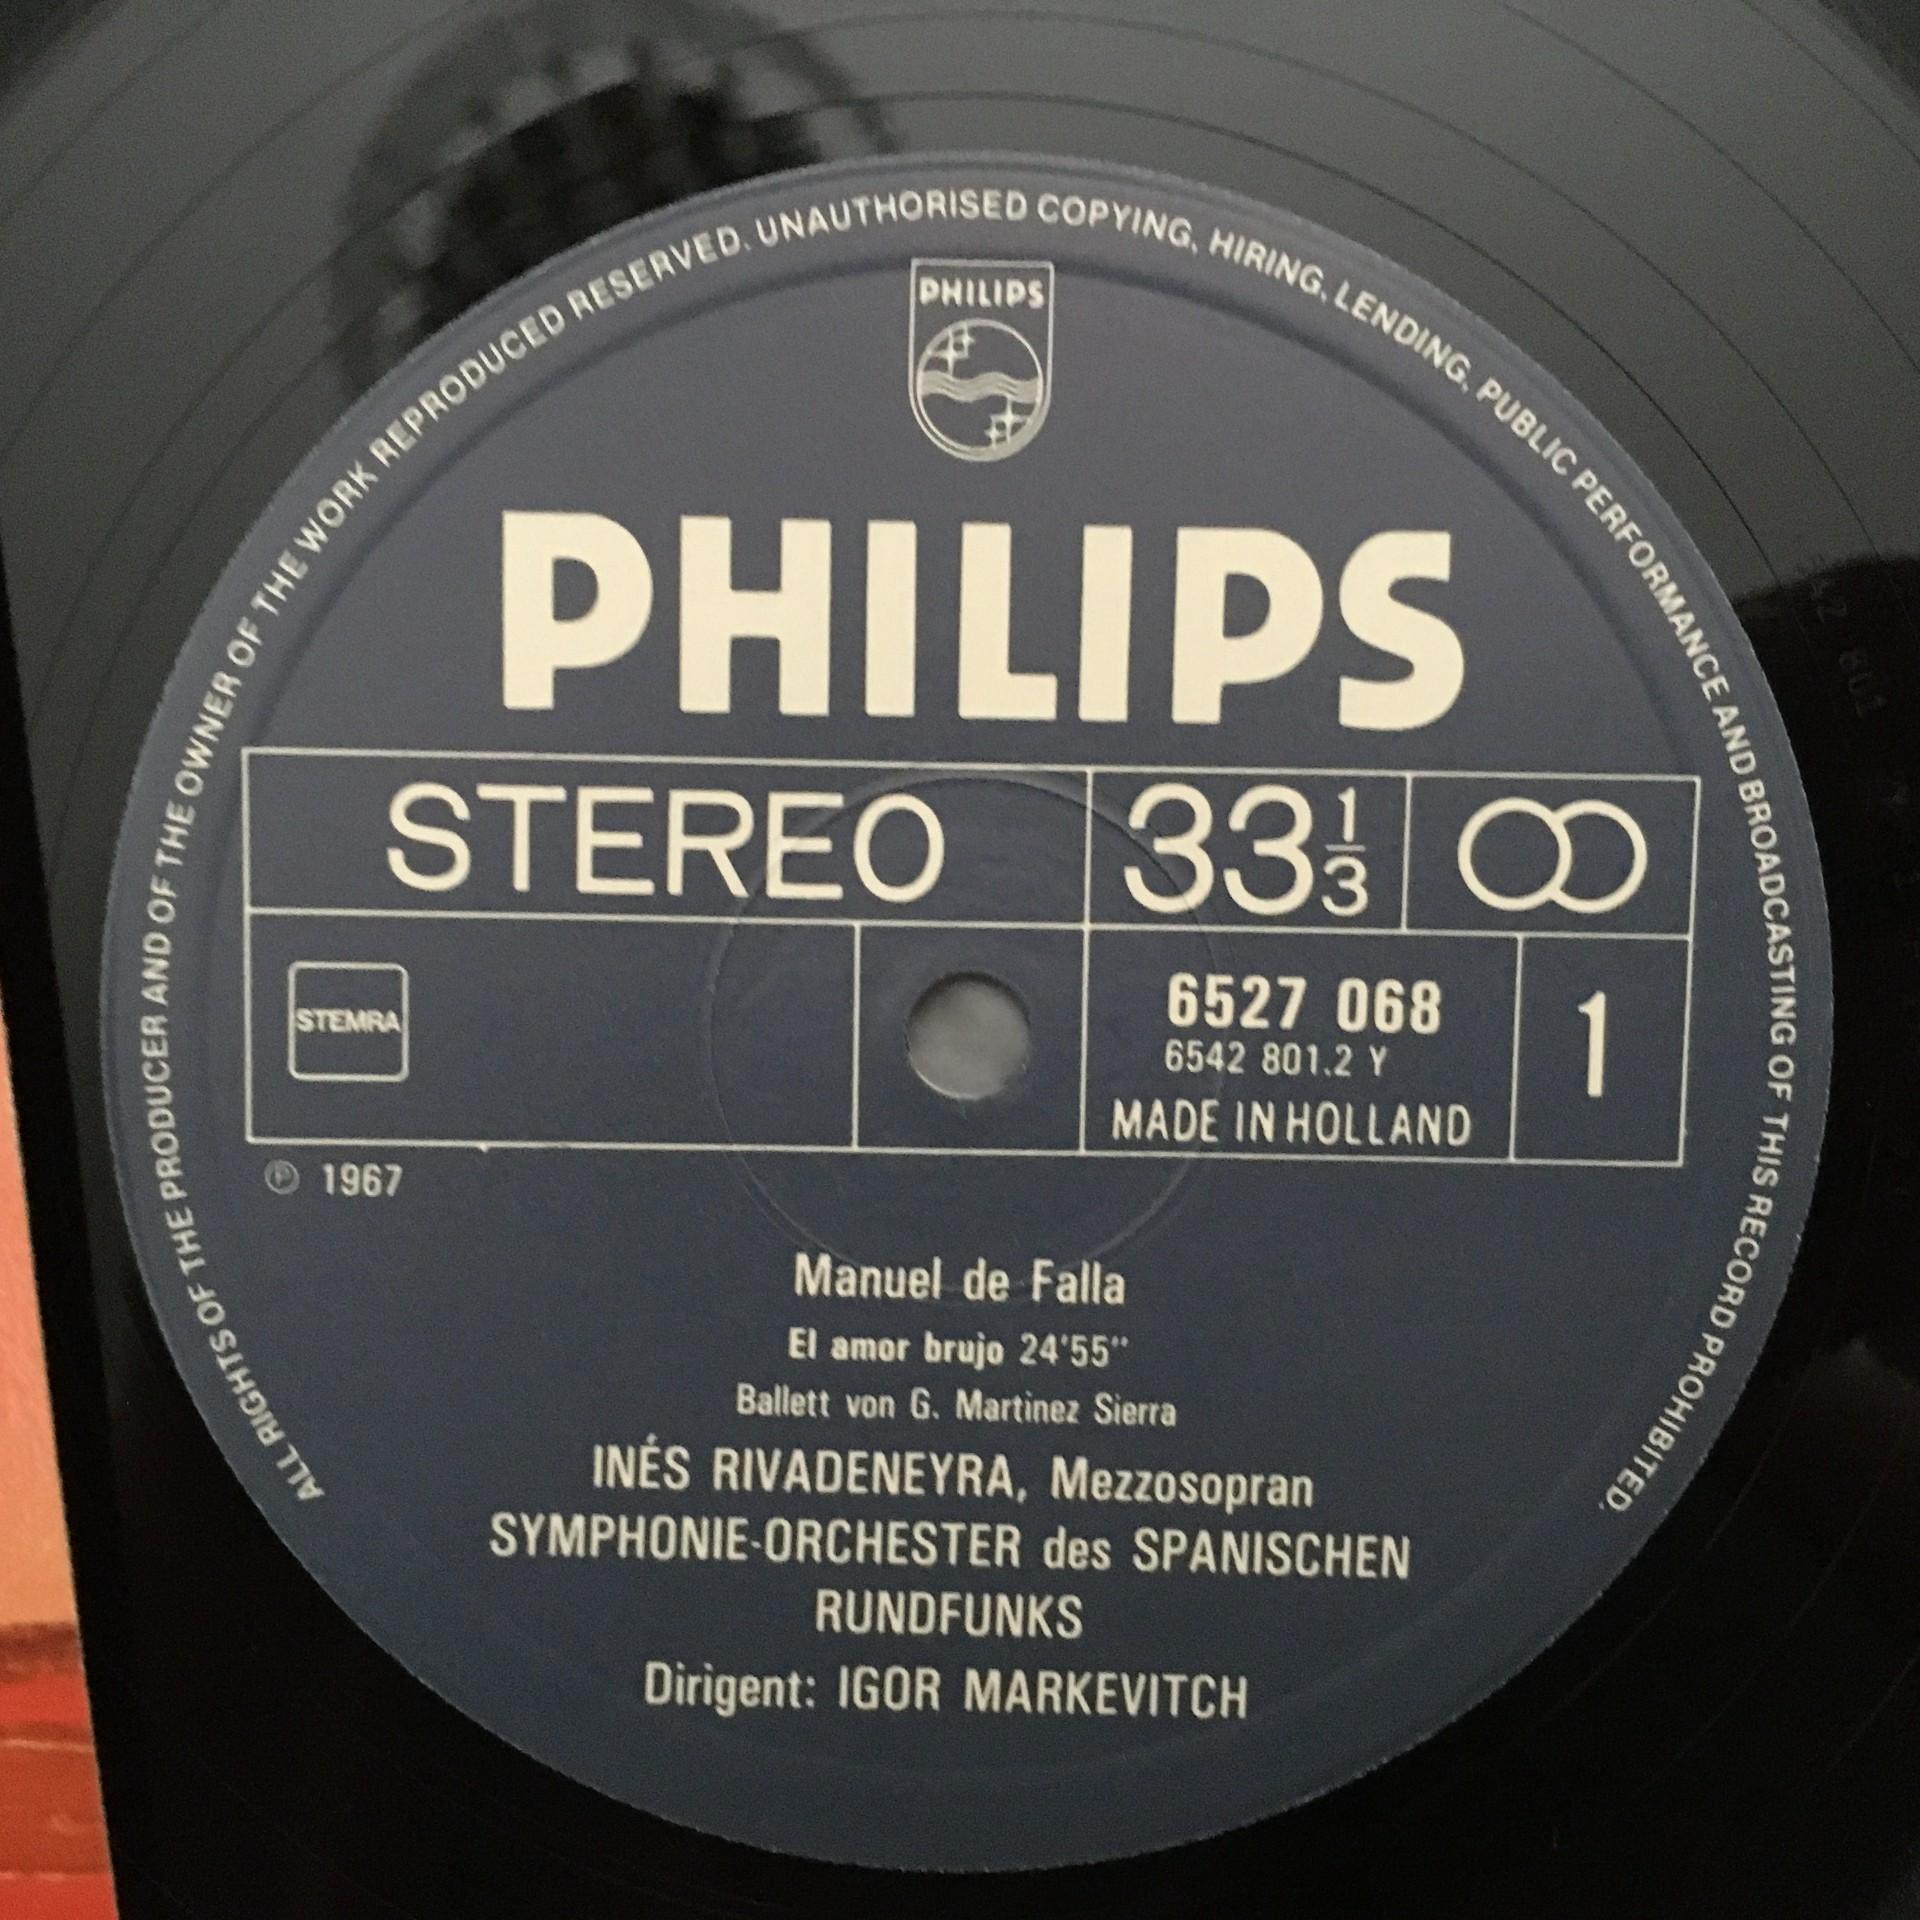 ALL RIGHTS OF THE PRODUCER AND OF THE OWNER OF THE WORK REPRODUCED RESERVED. UNAUTHORISED COPYING, HIRING, LENDING, PUBLIC PERFORMANCE AND BROADCASTING OF THIS RECORD PROHIBITED.
PHILIPS
PHILIPS
STEREO 33 1/3
STEMRA
6527 068 1
6542 801.2 Y
MADE IN HOLLAND
Ⓟ 1967
Manuel de Falla
El amor brujo 24'55"
Ballett von G. Martinez Sierra
INÉS RIVADENEYRA, Mezzosopran
SYMPHONIE-ORCHESTER des SPANISCHEN
RUNDFUNKS
Dirigent: IGOR MARKEVITCH